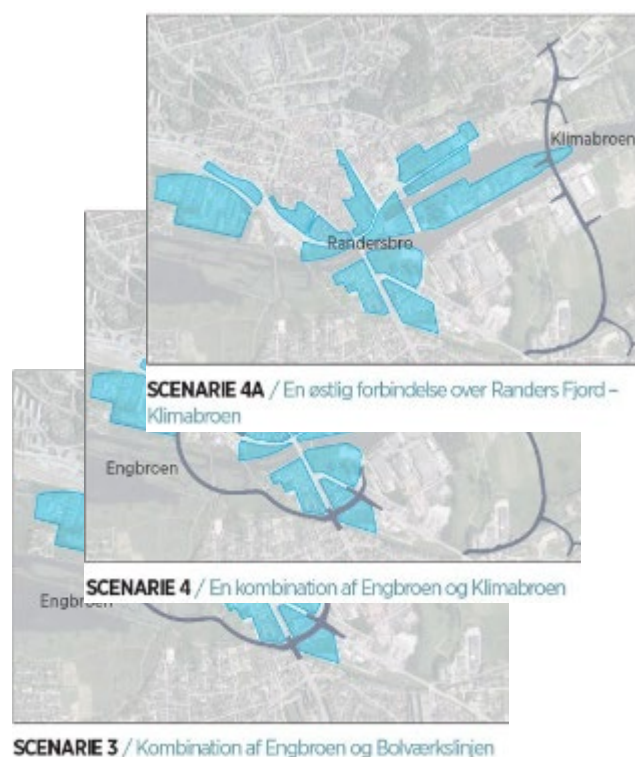 Klimabroen
Randersbro
SCENARIE 4A / En østlig forbindelse over Randers Fjord –
Klimabroen
Engbroen
SCENARIE 4 / En kombination af Engbroen og Klimabroen
Engbroen
SCENARIE 3 / Kombination af Engbroen og Bolværkslinjen